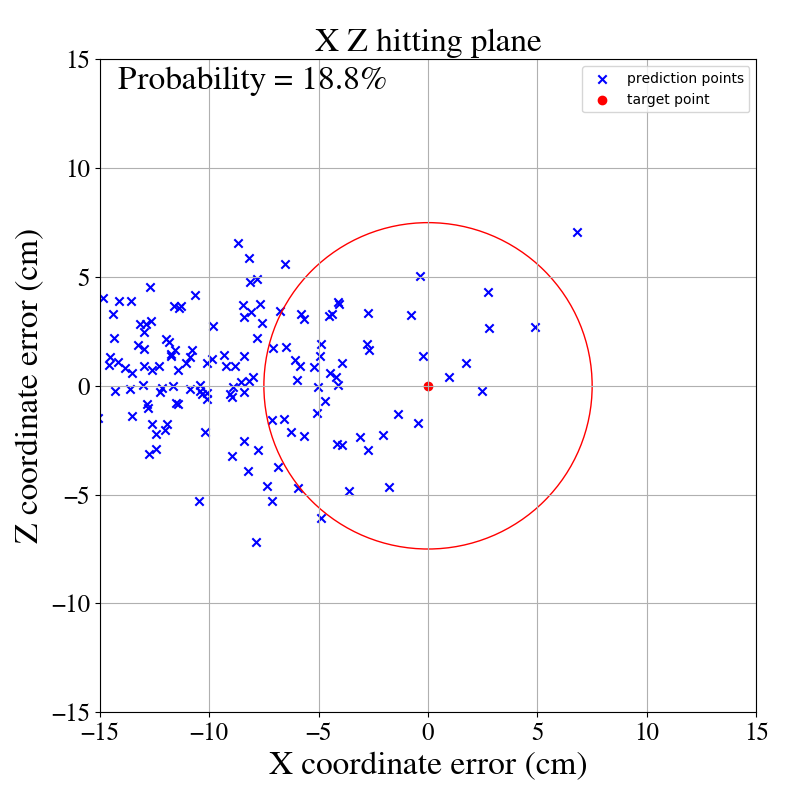 X Z hitting plane
Probability = 18.8%
prediction points
target point
Z coordinate error (cm)
15
10
5
0
−5
−10
−15
−15 −10 −5 0 5 10 15
X coordinate error (cm)